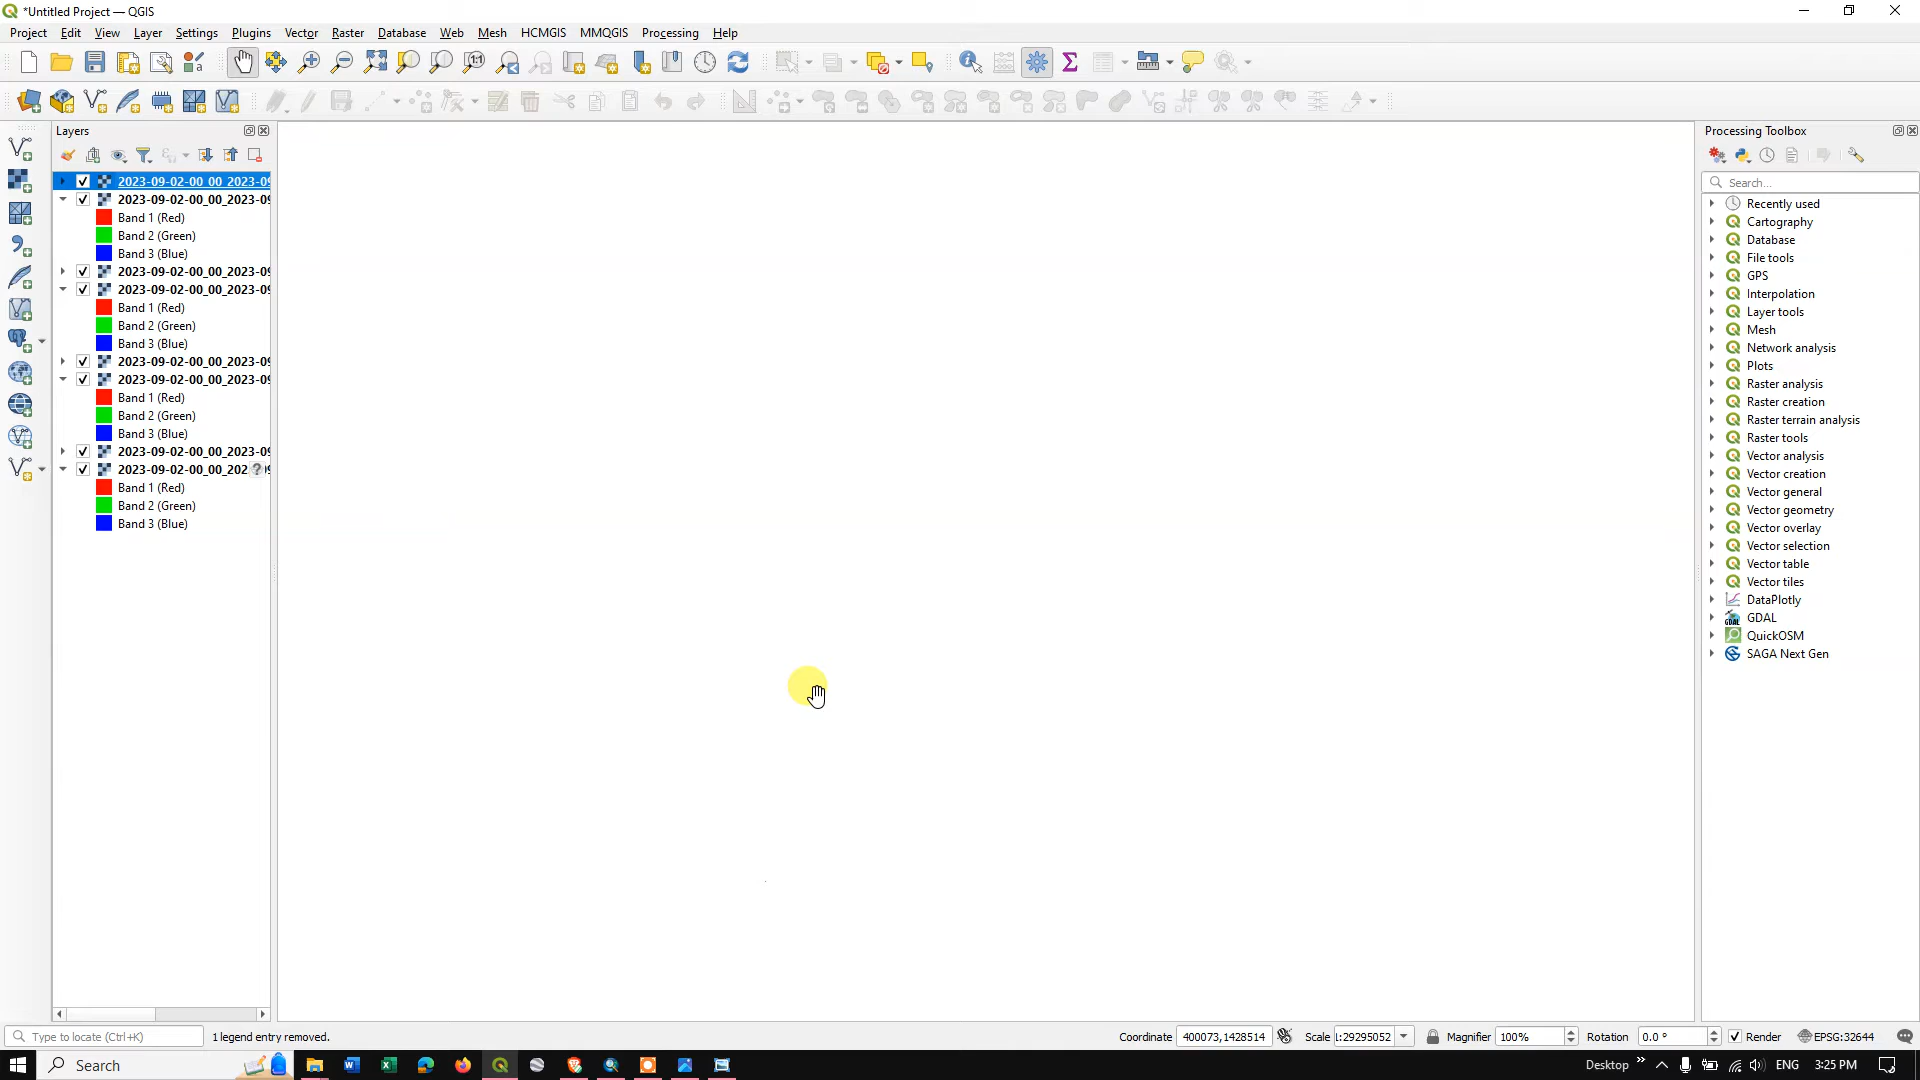 *Untitled Project — QGIS
Project Edit View Layer Settings Plugins Vector Raster Database Web Mesh HCMGIS MMQGIS Processing Help
Layers
2023-09-02-00_00_2023-09
2023-09-02-00_00_2023-09
Band 1 (Red)
Band 2 (Green)
Band 3 (Blue)
2023-09-02-00_00_2023-09
2023-09-02-00_00_2023-09
Band 1 (Red)
Band 2 (Green)
Band 3 (Blue)
2023-09-02-00_00_2023-09
2023-09-02-00_00_2023-09
Band 1 (Red)
Band 2 (Green)
Band 3 (Blue)
2023-09-02-00_00_2023-09
2023-09-02-00_00_202
Band 1 (Red)
Band 2 (Green)
Band 3 (Blue)
Processing Toolbox
Search...
Recently used
Cartography
Database
File tools
GPS
Interpolation
Layer tools
Mesh
Network analysis
Plots
Raster analysis
Raster creation
Raster terrain analysis
Raster tools
Vector analysis
Vector creation
Vector general
Vector geometry
Vector overlay
Vector selection
Vector table
Vector tiles
DataPlotly
GDAL
QuickOSM
SAGA Next Gen
Type to locate (Ctrl+K) 1 legend entry removed. Coordinate 400073,1428514 Scale 1:29295052 Magnifier 100% Rotation 0.0 ° Render EPSG:32644
Search Desktop ENG 3:25 PM